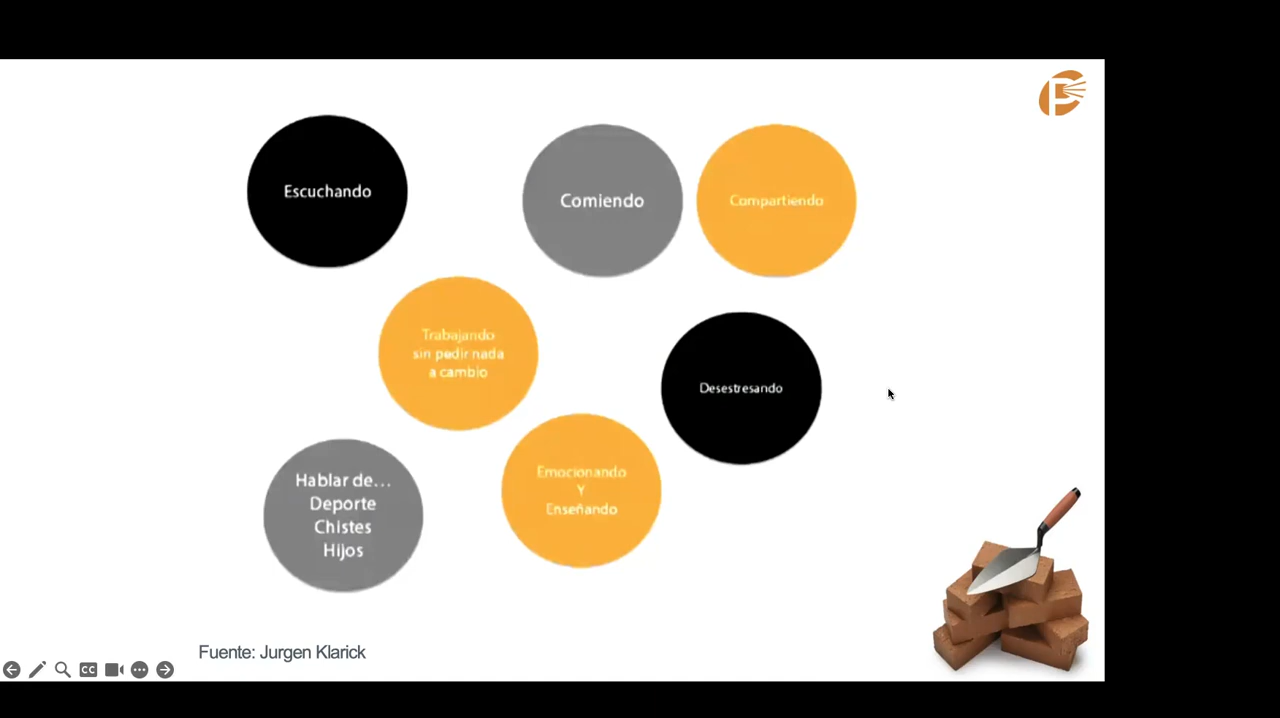 Escuchando
Comiendo
Compartiendo
Trabajando
sin pedir nada
a cambio
Desestresando
Hablar de...
Deporte
Chistes
Hijos
Emocionando
Y
Enseñando
Fuente: Jurgen Klarick
CC